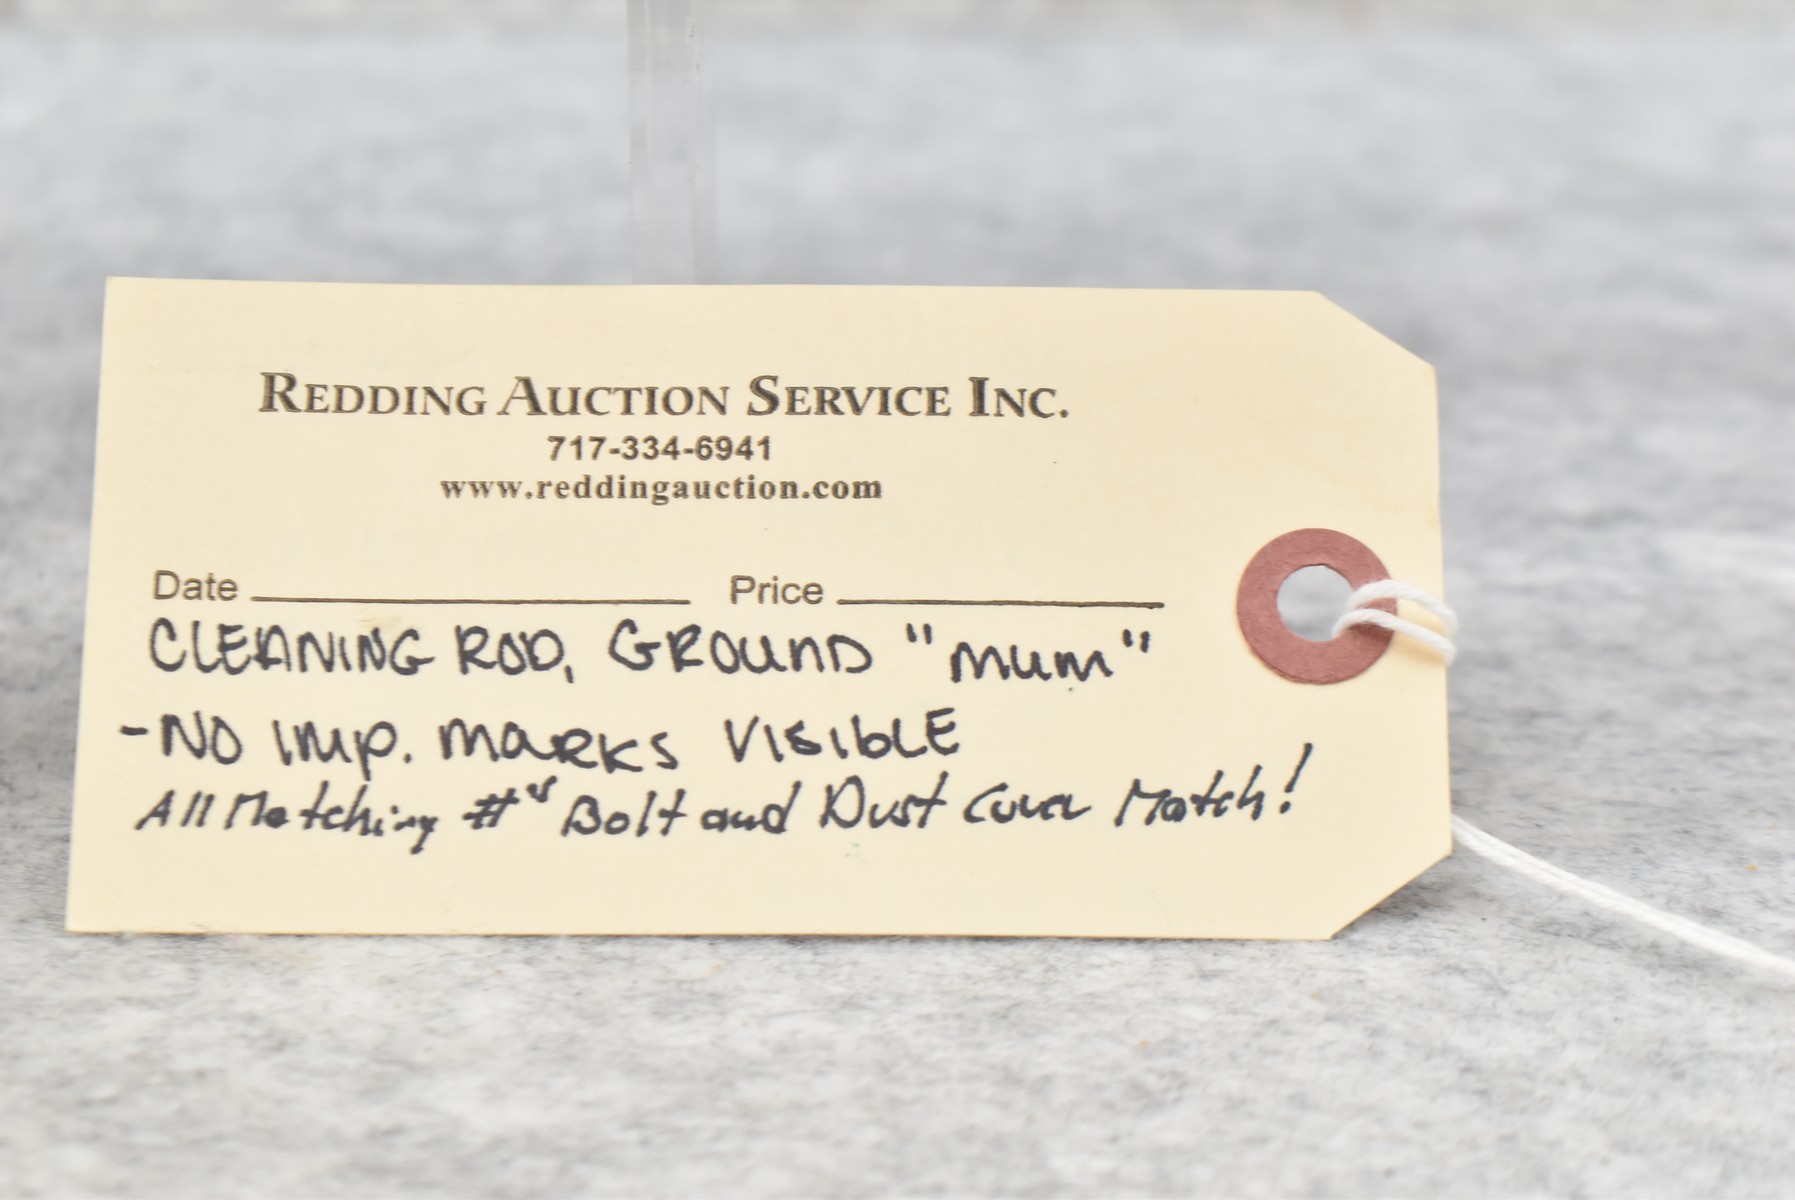 REDDING AUCTION SERVICE INC.
717-334-6941
www.reddingauction.com
Date Price
CLEANING ROD, GROUND "MUM"
-NO IMP. MARKS VISIBLE
All Matching #s Bolt and Dust Cover Match!